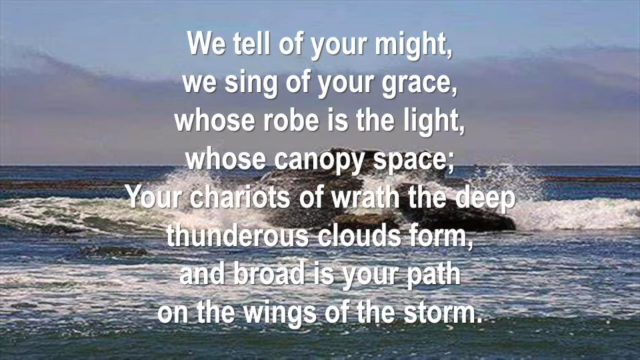 We tell of your might,
we sing of your grace,
whose robe is the light,
whose canopy space;
Your chariots of wrath the deep
thunderous clouds form,
and broad is your path
on the wings of the storm.